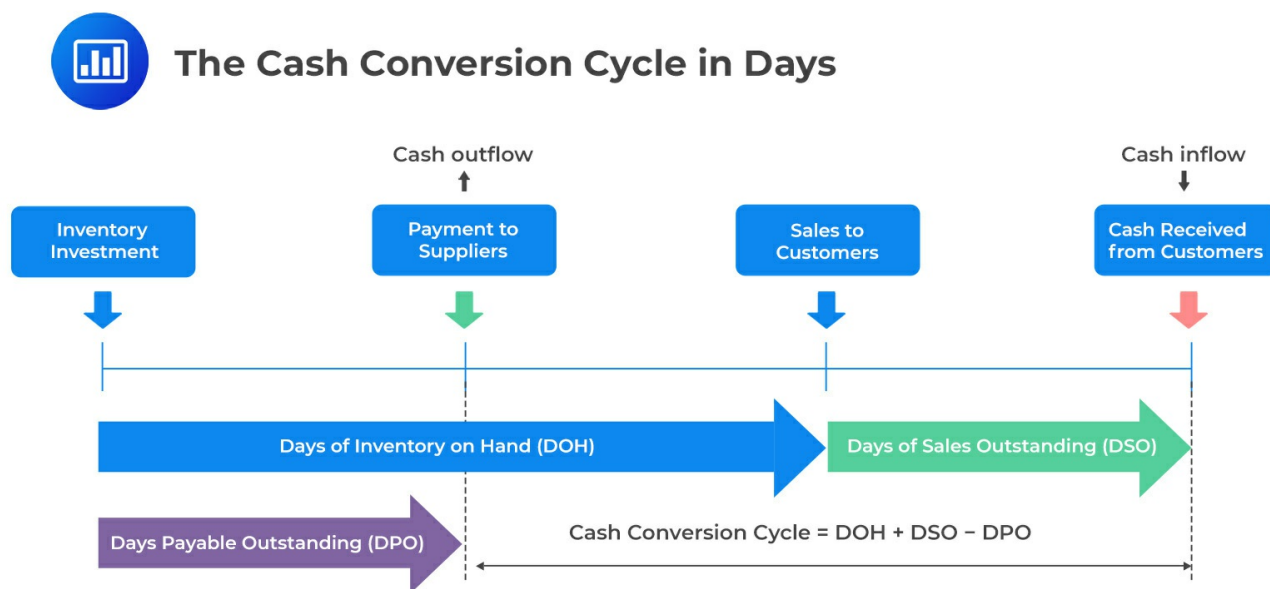 The Cash Conversion Cycle in Days
Cash outflow
Cash inflow
Inventory
Investment
Payment to
Suppliers
Sales to
Customers
Cash Received
from Customers
Days of Inventory on Hand (DOH)
Days of Sales Outstanding (DSO)
Days Payable Outstanding (DPO)
Cash Conversion Cycle = DOH + DSO − DPO